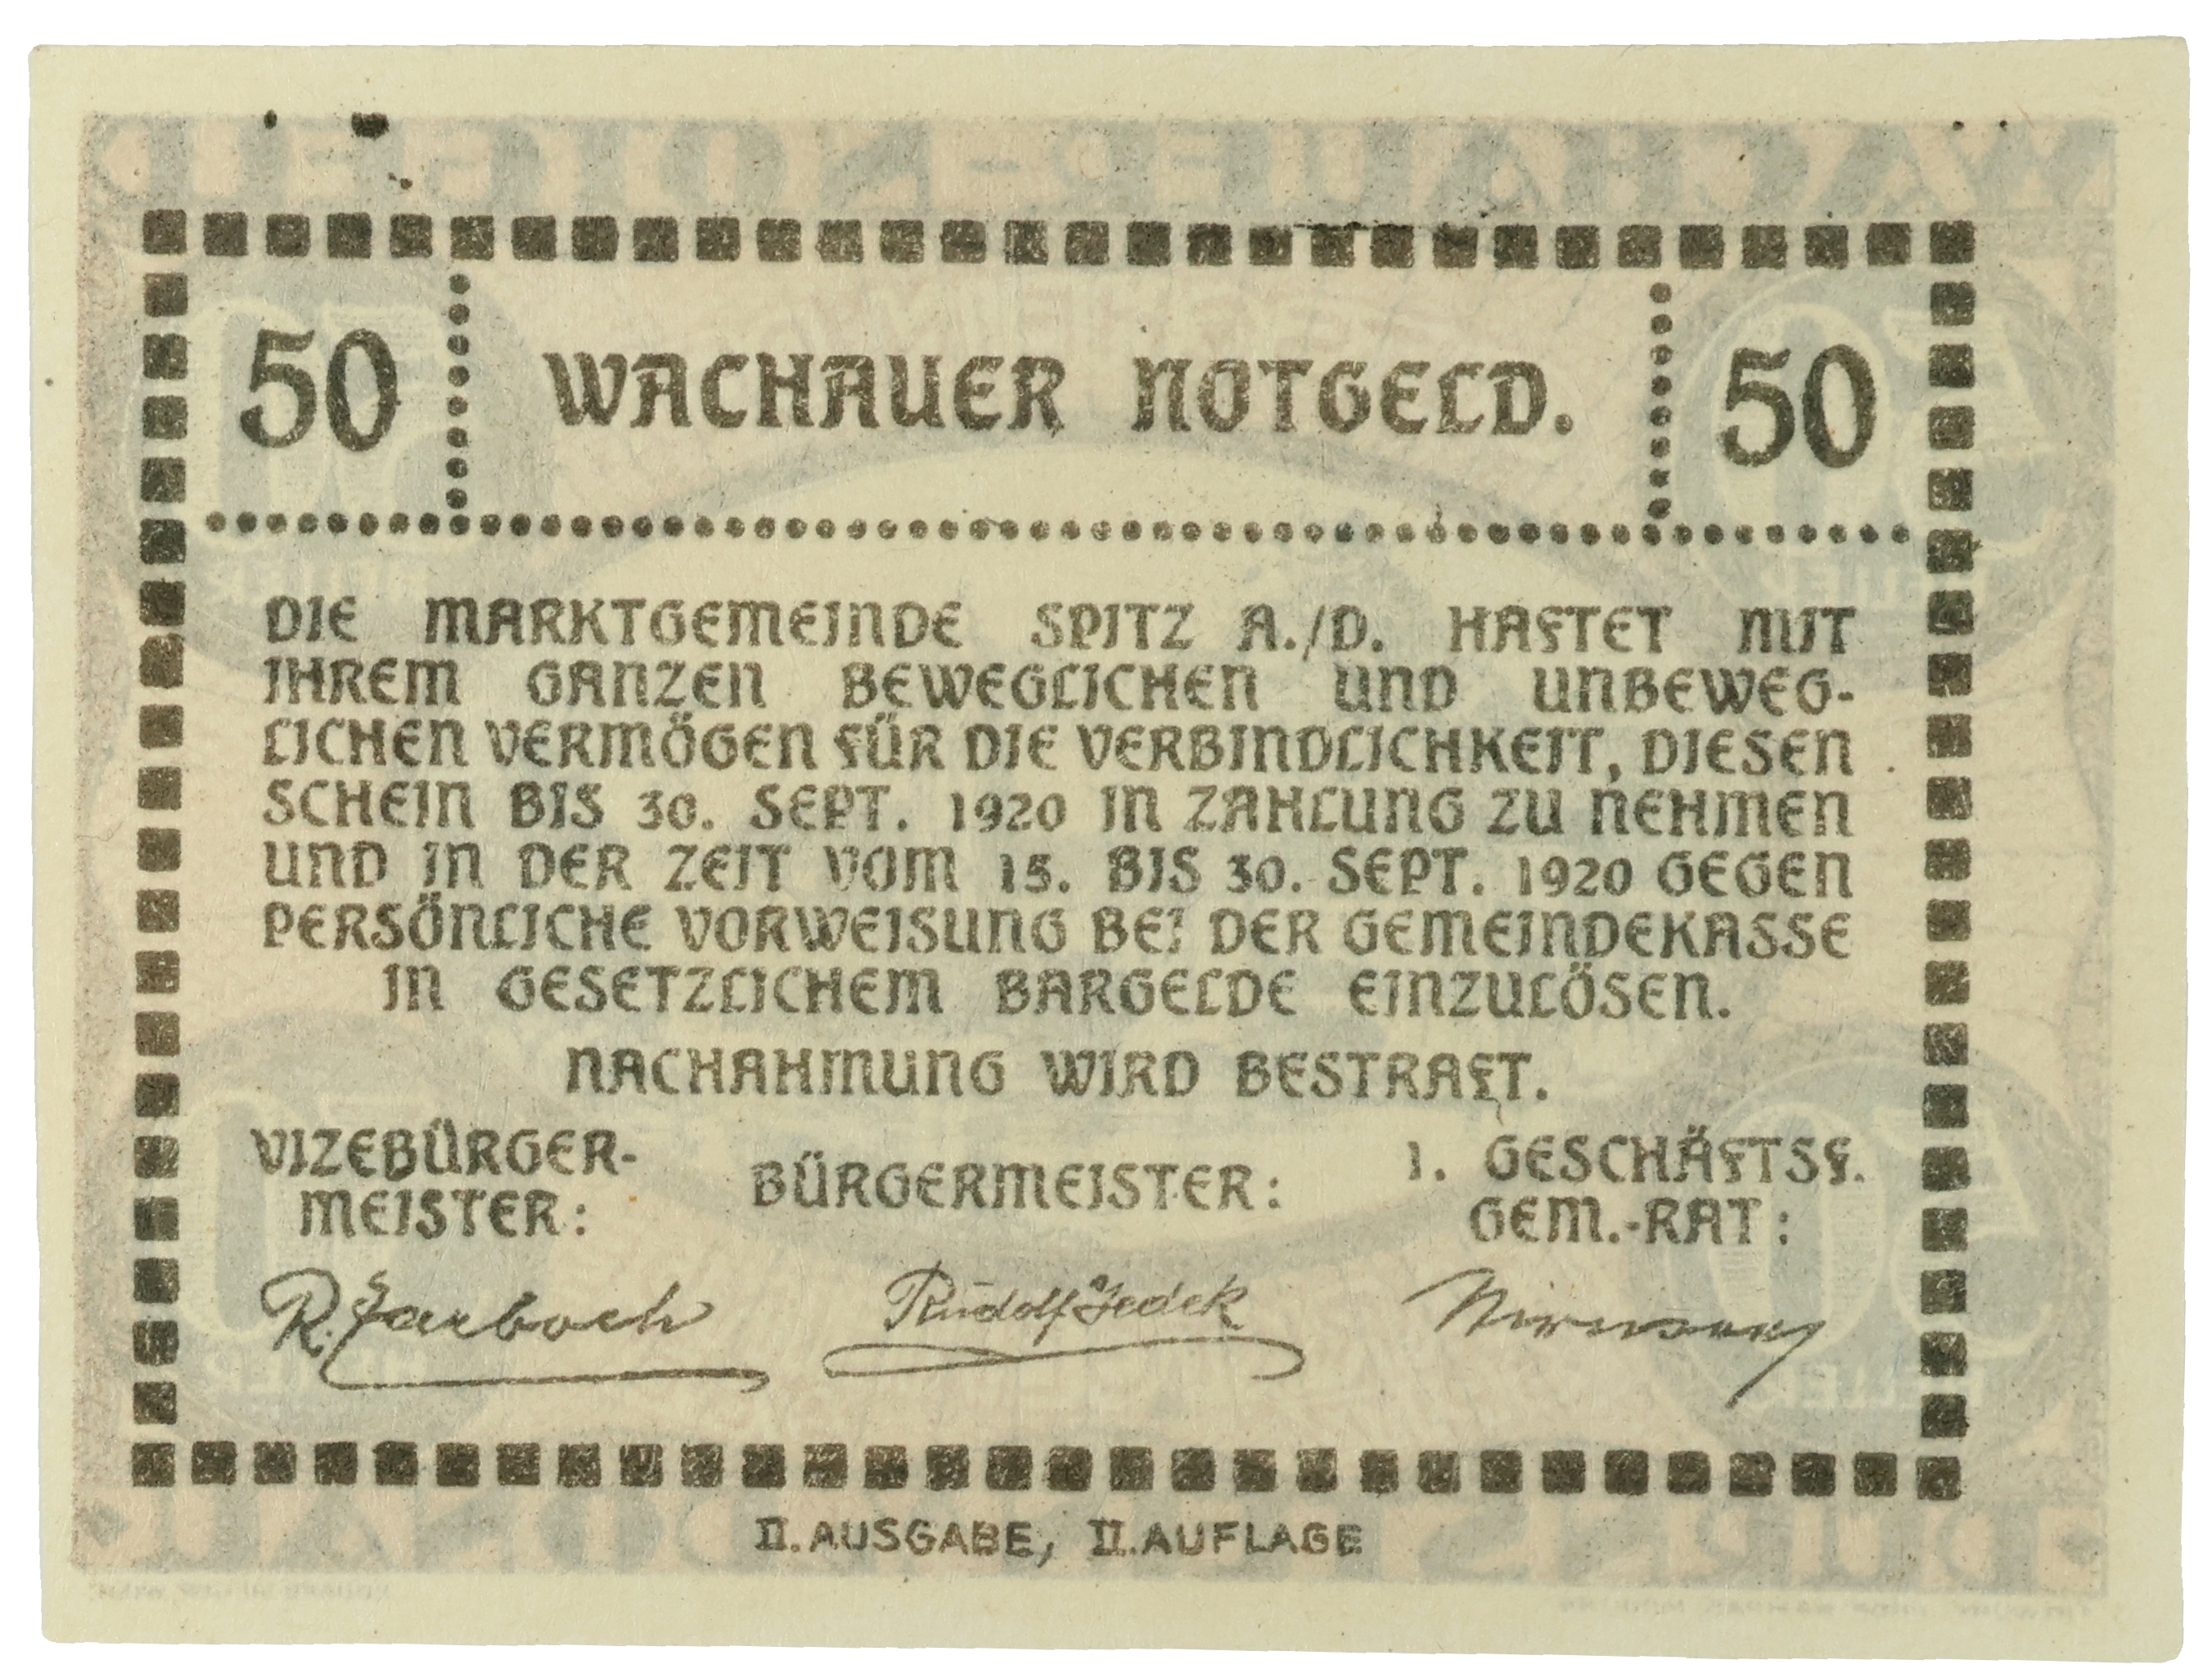 50 WACHAUER NOTGELD. 50
DIE MARKTGEMEINDE SPITZ A./D. HAFTET MIT
IHREM GANZEN BEWEGLICHEN UND UNBEWEG-
LICHEN VERMÖGEN FÜR DIE VERBINDLICHKEIT, DIESEN
SCHEIN BIS 30. SEPT. 1920 IN ZAHLUNG ZU NEHMEN
UND IN DER ZEIT VOM 15. BIS 30. SEPT. 1920 GEGEN
PERSÖNLICHE VORWEISUNG BEI DER GEMEINDEKASSE
IN GESETZLICHEM BARGELDE EINZULÖSEN.
NACHAHMUNG WIRD BESTRAFT.
VIZEBÜRGER-
MEISTER:
BÜRGERMEISTER:
1. GESCHÄFTSF.
GEM.-RAT:
R.
Rudolf Jedek
II. AUSGABE, II. AUFLAGE